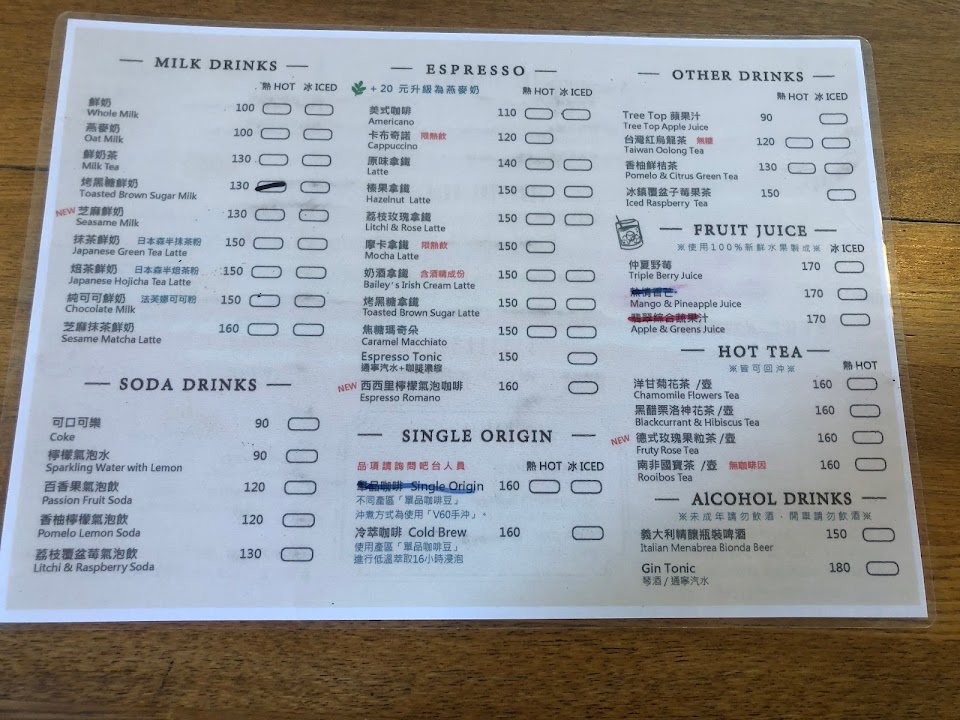 MILK DRINKS
熱 HOT 冰 ICED
鮮奶 100
Whole Milk
燕麥奶 100
Oat Milk
鮮奶茶 130
Milk Tea
烤黑糖鮮奶 130
Toasted Brown Sugar Milk
NEW 芝麻鮮奶 130
Seasame Milk
抹茶鮮奶 日本森半抹茶粉 150
Japanese Green Tea Latte
焙茶鮮奶 日本森半焙茶粉 150
Japanese Hojicha Tea Latte
純可可鮮奶 法芙娜可可粉 150
Chocolate Milk
芝麻抹茶鮮奶 160
Sesame Matcha Latte
SODA DRINKS
可口可樂 90
Coke
檸檬氣泡水 90
Sparkling Water with Lemon
百香果氣泡飲 120
Passion Fruit Soda
香柚檸檬氣泡飲 120
Pomelo Lemon Soda
荔枝覆盆莓氣泡飲 130
Litchi & Raspberry Soda
ESPRESSO
+ 20 元升級為燕麥奶 熱 HOT 冰 ICED
美式咖啡 110
Americano
卡布奇諾 限熱飲 120
Cappuccino
原味拿鐵 140
Latte
榛果拿鐵 150
Hazelnut Latte
荔枝玫瑰拿鐵 150
Litchi & Rose Latte
摩卡拿鐵 限熱飲 150
Mocha Latte
奶酒拿鐵 含酒精成份 150
Bailey's Irish Cream Latte
烤黑糖拿鐵 150
Toasted Brown Sugar Latte
焦糖瑪奇朵 150
Caramel Macchiato
Espresso Tonic 150
通寧汽水+咖啡濃縮
NEW 西西里檸檬氣泡咖啡 160
Espresso Romano
SINGLE ORIGIN
品項請詢問吧台人員 熱 HOT 冰 ICED
單品咖啡 Single Origin 160
不同產區「單品咖啡豆」
沖煮方式為使用「V60手沖」。
冷萃咖啡 Cold Brew 160
使用產區「單品咖啡豆」
進行低溫萃取16小時浸泡
OTHER DRINKS
熱 HOT 冰 ICED
Tree Top 蘋果汁 90
Tree Top Apple Juice
台灣紅烏龍茶 無糖 120
Taiwan Oolong Tea
香柚鮮桔茶 130
Pomelo & Citrus Green Tea
冰鎮覆盆子莓果茶 150
Iced Raspberry Tea
FRUIT JUICE
※使用100%新鮮水果製成※ 冰 ICED
仲夏野莓 170
Triple Berry Juice
熱情香芒 170
Mango & Pineapple Juice
翡翠綜合蔬果汁 170
Apple & Greens Juice
HOT TEA
※皆可回沖※ 熱 HOT
洋甘菊花茶 /壺 160
Chamomile Flowers Tea
黑醋栗洛神花茶 /壺 160
Blackcurrant & Hibiscus Tea
NEW 德式玫瑰果粒茶 /壺 160
Fruty Rose Tea
南非國寶茶 /壺 無咖啡因 160
Rooibos Tea
AlCOHOL DRINKS
※未成年請勿飲酒,開車請勿飲酒※
義大利精釀瓶裝啤酒 150
Italian Menabrea Bionda Beer
Gin Tonic 180
琴酒 / 通寧汽水